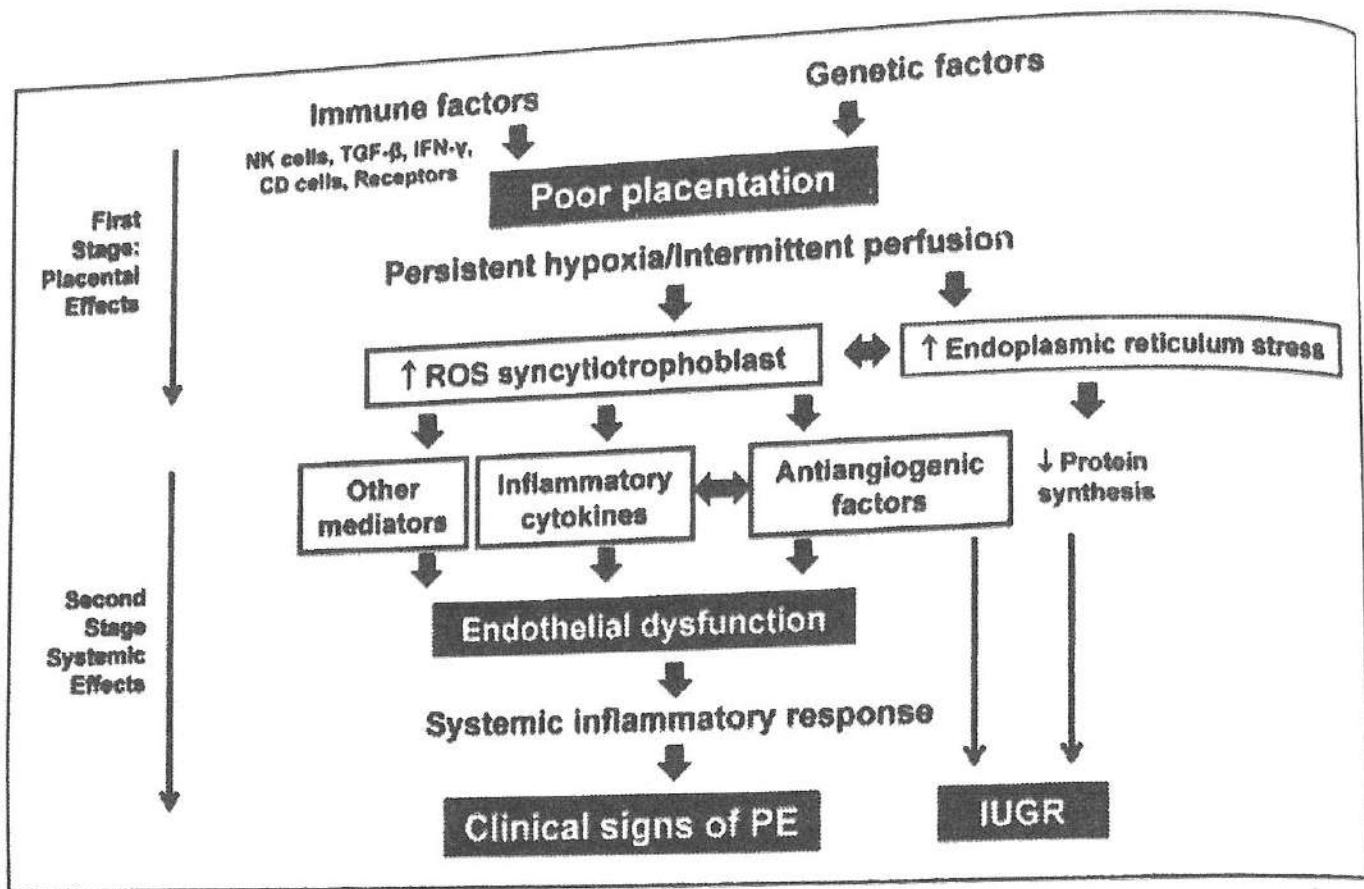 Genetic factors
Immune factors
NK cells, TGF-β, IFN-γ,
CD cells, Receptors
Poor placentation
First
Stage:
Placental
Effects
Persistent hypoxia/Intermittent perfusion
↑ ROS syncytiotrophoblast
↑ Endoplasmic reticulum stress
Other
mediators
Inflammatory
cytokines
Antiangiogenic
factors
↓ Protein
synthesis
Second
Stage
Systemic
Effects
Endothelial dysfunction
Systemic inflammatory response
Clinical signs of PE
IUGR